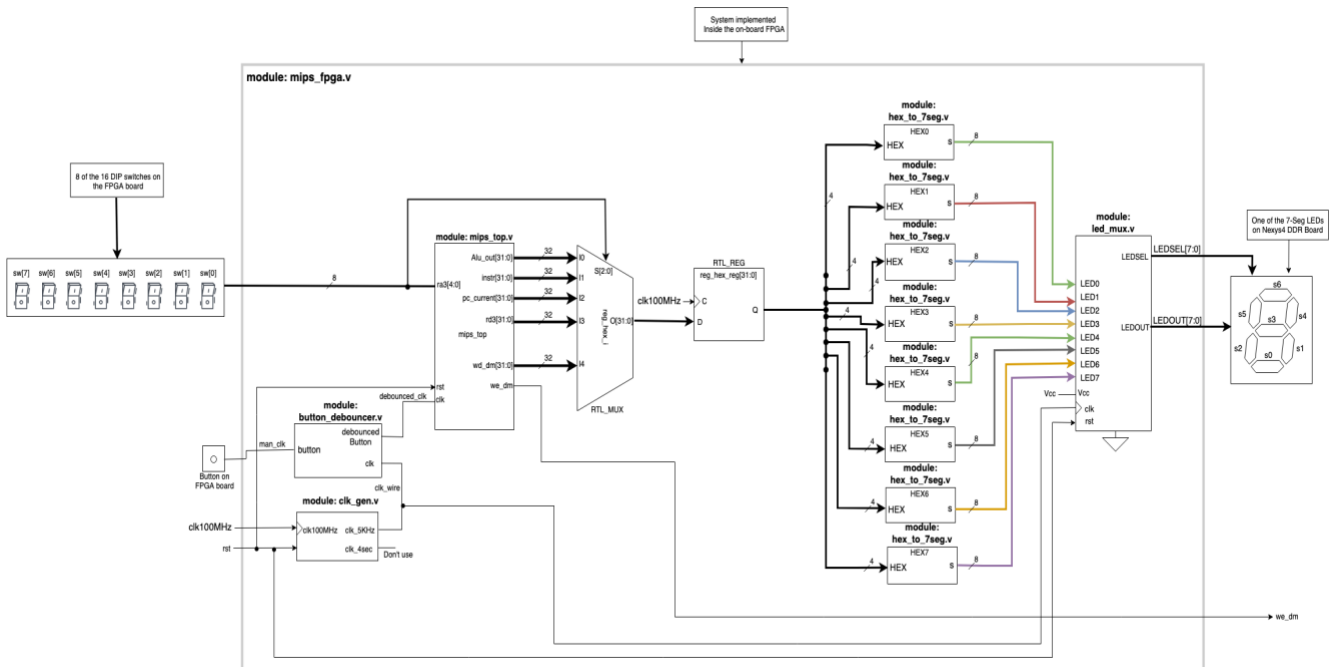 System implemented
Inside the on-board FPGA
module: mips_fpga.v
8 of the 16 DIP switches on
the FPGA board
sw[7] sw[6] sw[5] sw[4] sw[3] sw[2] sw[1] sw[0]
8
module: mips_top.v
ra3[4:0]
Alu_out[31:0]
instr[31:0]
pc_current[31:0]
rd3[31:0]
mips_top
wd_dm[31:0]
we_dm
rst
clk
debounced_clk
32
32
32
32
32
I0
I1
I2
I3
I4
S[2:0]
reg_hex_i
O[31:0]
RTL_MUX
RTL_REG
reg_hex_reg[31:0]
clk100MHz
C
D
Q
module:
button_debouncer.v
button
debounced
Button
clk
man_clk
Button on
FPGA board
clk_wire
module: clk_gen.v
clk100MHz
clk100MHz
clk_5KHz
clk_4sec
Don't use
rst
module:
hex_to_7seg.v
HEX0
HEX
s
8
4
module:
hex_to_7seg.v
HEX1
HEX
s
8
4
module:
hex_to_7seg.v
HEX2
HEX
s
8
4
module:
hex_to_7seg.v
HEX3
HEX
s
8
4
module:
hex_to_7seg.v
HEX4
HEX
s
8
4
module:
hex_to_7seg.v
HEX5
HEX
s
8
4
module:
hex_to_7seg.v
HEX6
HEX
s
8
4
module:
hex_to_7seg.v
HEX7
HEX
s
8
4
module:
led_mux.v
LEDSEL
LED0
LED1
LED2
LED3
LED4
LED5
LED6
LED7
LEDOUT
Vcc
Vcc
clk
rst
LEDSEL[7:0]
LEDOUT[7:0]
One of the 7-Seg LEDs
on Nexys4 DDR Board
s6
s5
s4
s3
s2
s1
s0
we_dm